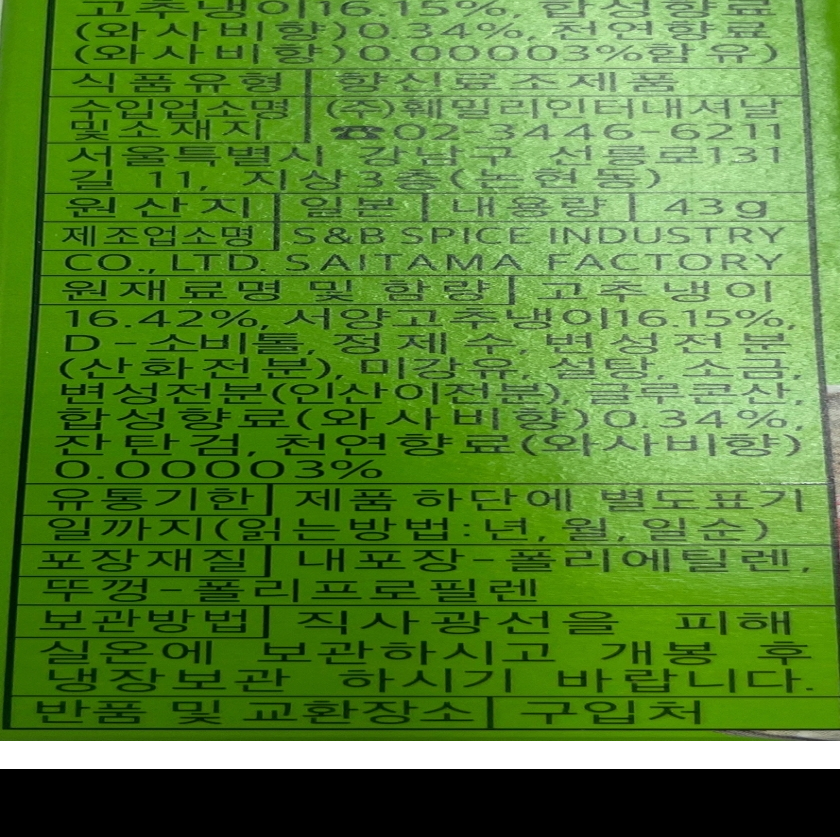 고추냉이16.15%, 합성향료
(와사비향)0.34%, 천연향료
(와사비향)0.00003%함유)
식품유형 향신료조제품
수입업소명 (주)훼밀리인터내셔날
및소재지 ☎02-3446-6211
서울특별시 강남구 선릉로131
길 11, 지상3층(논현동)
원산지 일본 내용량 43g
제조업소명 S&B SPICE INDUSTRY
CO., LTD. SAITAMA FACTORY
원재료명 및 함량 고추냉이
16.42%, 서양고추냉이16.15%,
D-소비톨, 정제수, 변성전분
(산화전분), 미강유, 설탕, 소금,
변성전분(인산이전분), 글루콘산,
합성향료(와사비향)0.34%,
잔탄검, 천연향료(와사비향)
0.00003%
유통기한 제품 하단에 별도표기
일까지(읽는방법:년, 월, 일순)
포장재질 내포장-폴리에틸렌,
뚜껑-폴리프로필렌
보관방법 직사광선을 피해
실온에 보관하시고 개봉 후
냉장보관 하시기 바랍니다.
반품 및 교환장소 구입처